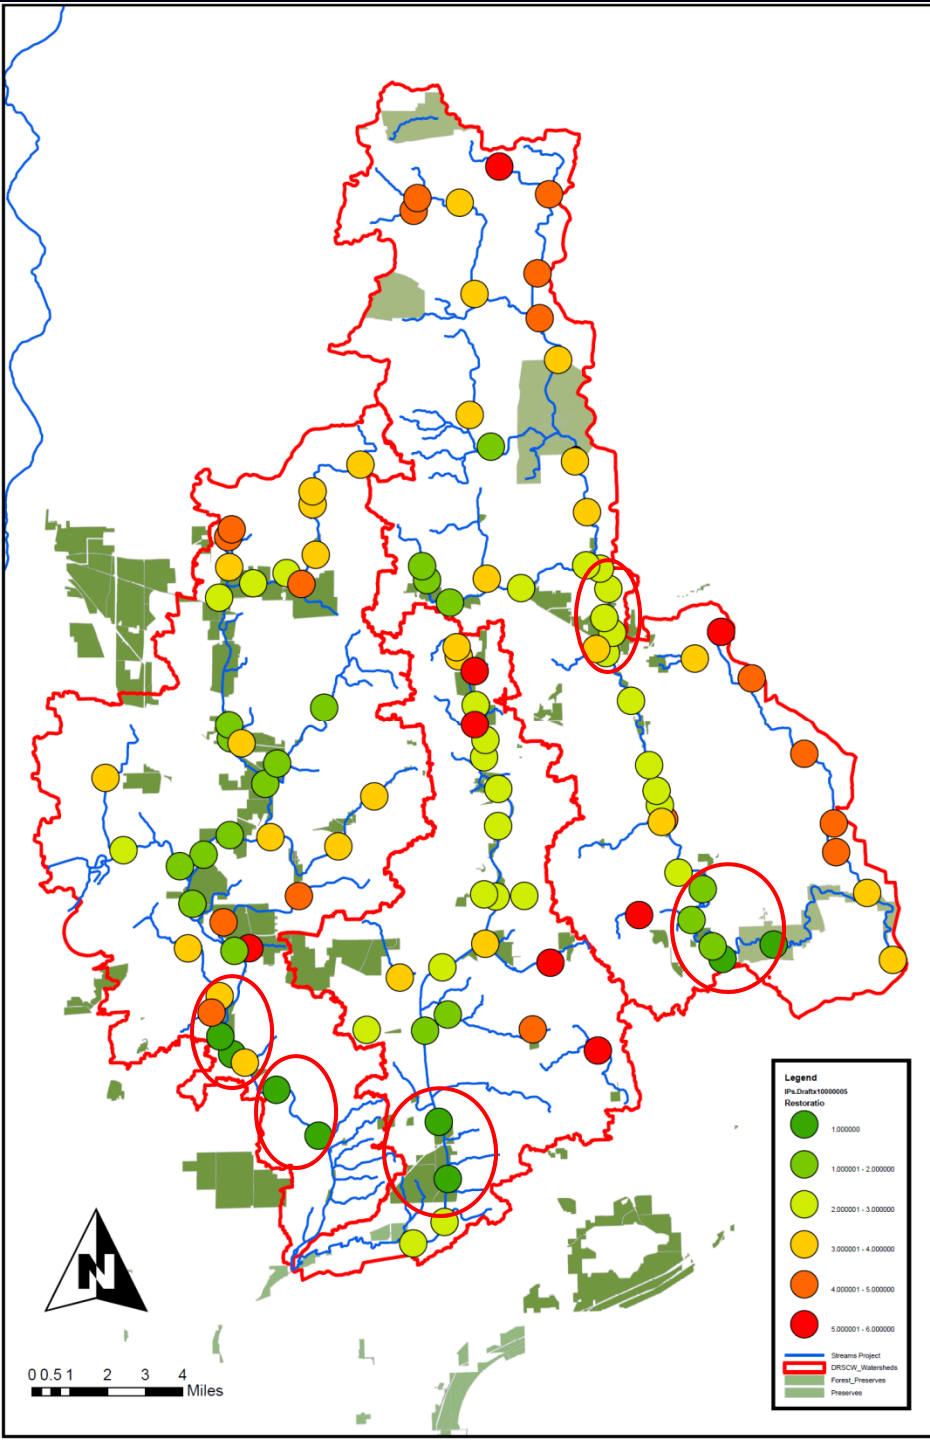 Legend
IPs.Draftx10000005
Restoratio
1.000000
1.000001 - 2.000000
2.000001 - 3.000000
3.000001 - 4.000000
4.000001 - 5.000000
5.000001 - 6.000000
Streams Project
DRSCW_Watersheds
Forest_Preserves
Preserves
N
0 0.5 1 2 3 4
Miles